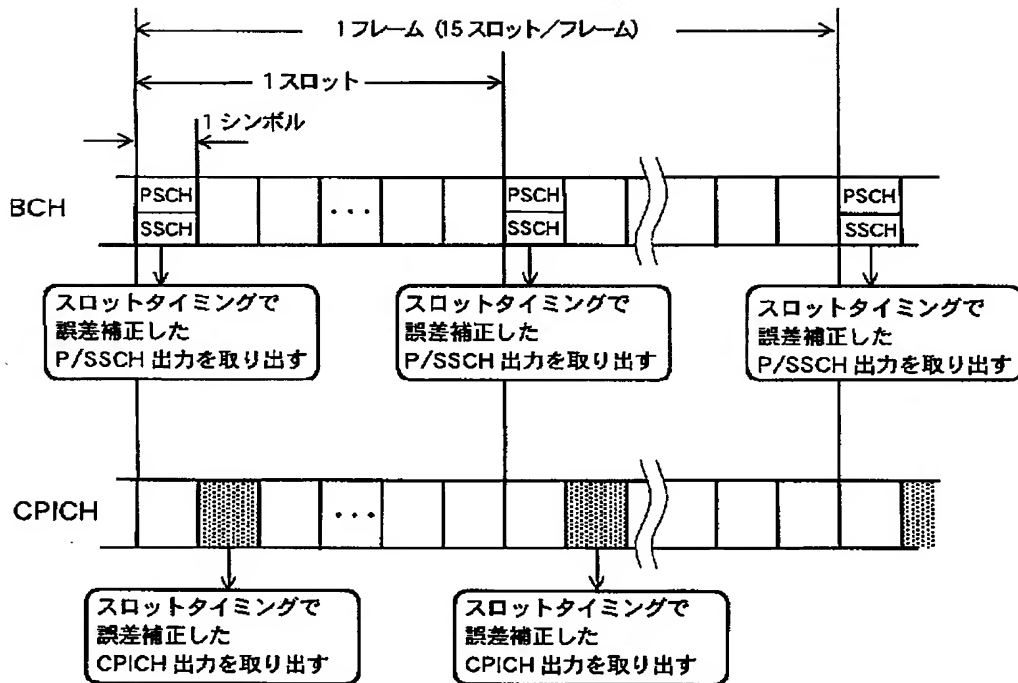 1フレーム (15スロット/フレーム)
1スロット
1シンボル
BCH
PSCH
SSCH
...
PSCH
SSCH
PSCH
SSCH
スロットタイミングで
誤差補正した
P/SSCH 出力を取り出す
スロットタイミングで
誤差補正した
P/SSCH 出力を取り出す
スロットタイミングで
誤差補正した
P/SSCH 出力を取り出す
CPICH
...
スロットタイミングで
誤差補正した
CPICH 出力を取り出す
スロットタイミングで
誤差補正した
CPICH 出力を取り出す